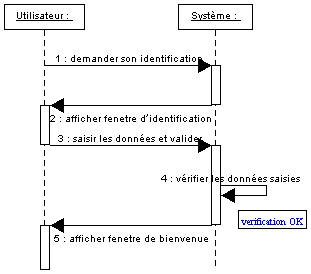 Utilisateur :
Système :
1 : demander son identification
2 : afficher fenetre d'identification
3 : saisir les données et valider
4 : vérifier les données saisies
verification OK
5 : afficher fenetre de bienvenue